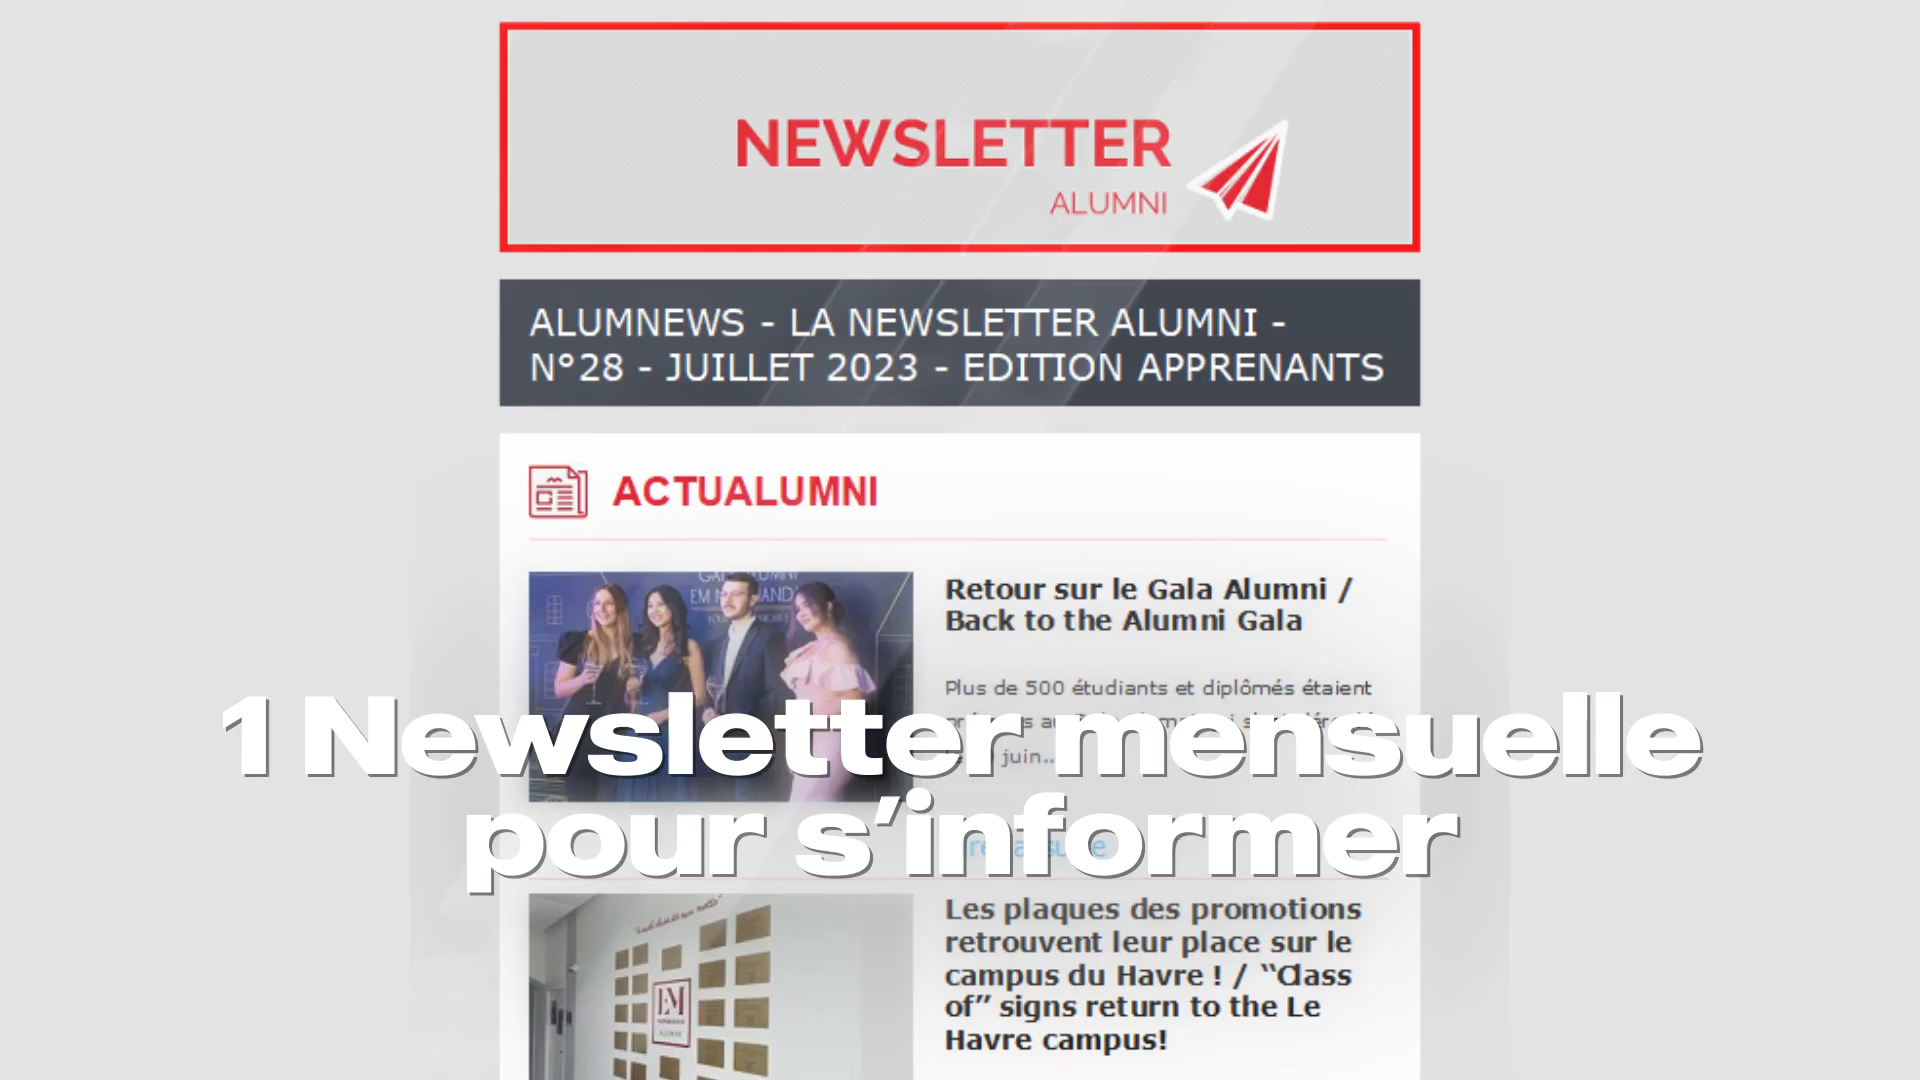 NEWSLETTER
ALUMNI
ALUMNEWS - LA NEWSLETTER ALUMNI -
N°28 - JUILLET 2023 - EDITION APPRENANTS
ACTUALUMNI
Retour sur le Gala Alumni /
Back to the Alumni Gala
Plus de 500 étudiants et diplômés étaient
juin...
1 Newsletter mensuelle
pour s'informer
Les plaques des promotions
retrouvent leur place sur le
campus du Havre ! / “Class
of” signs return to the Le
Havre campus!
EM